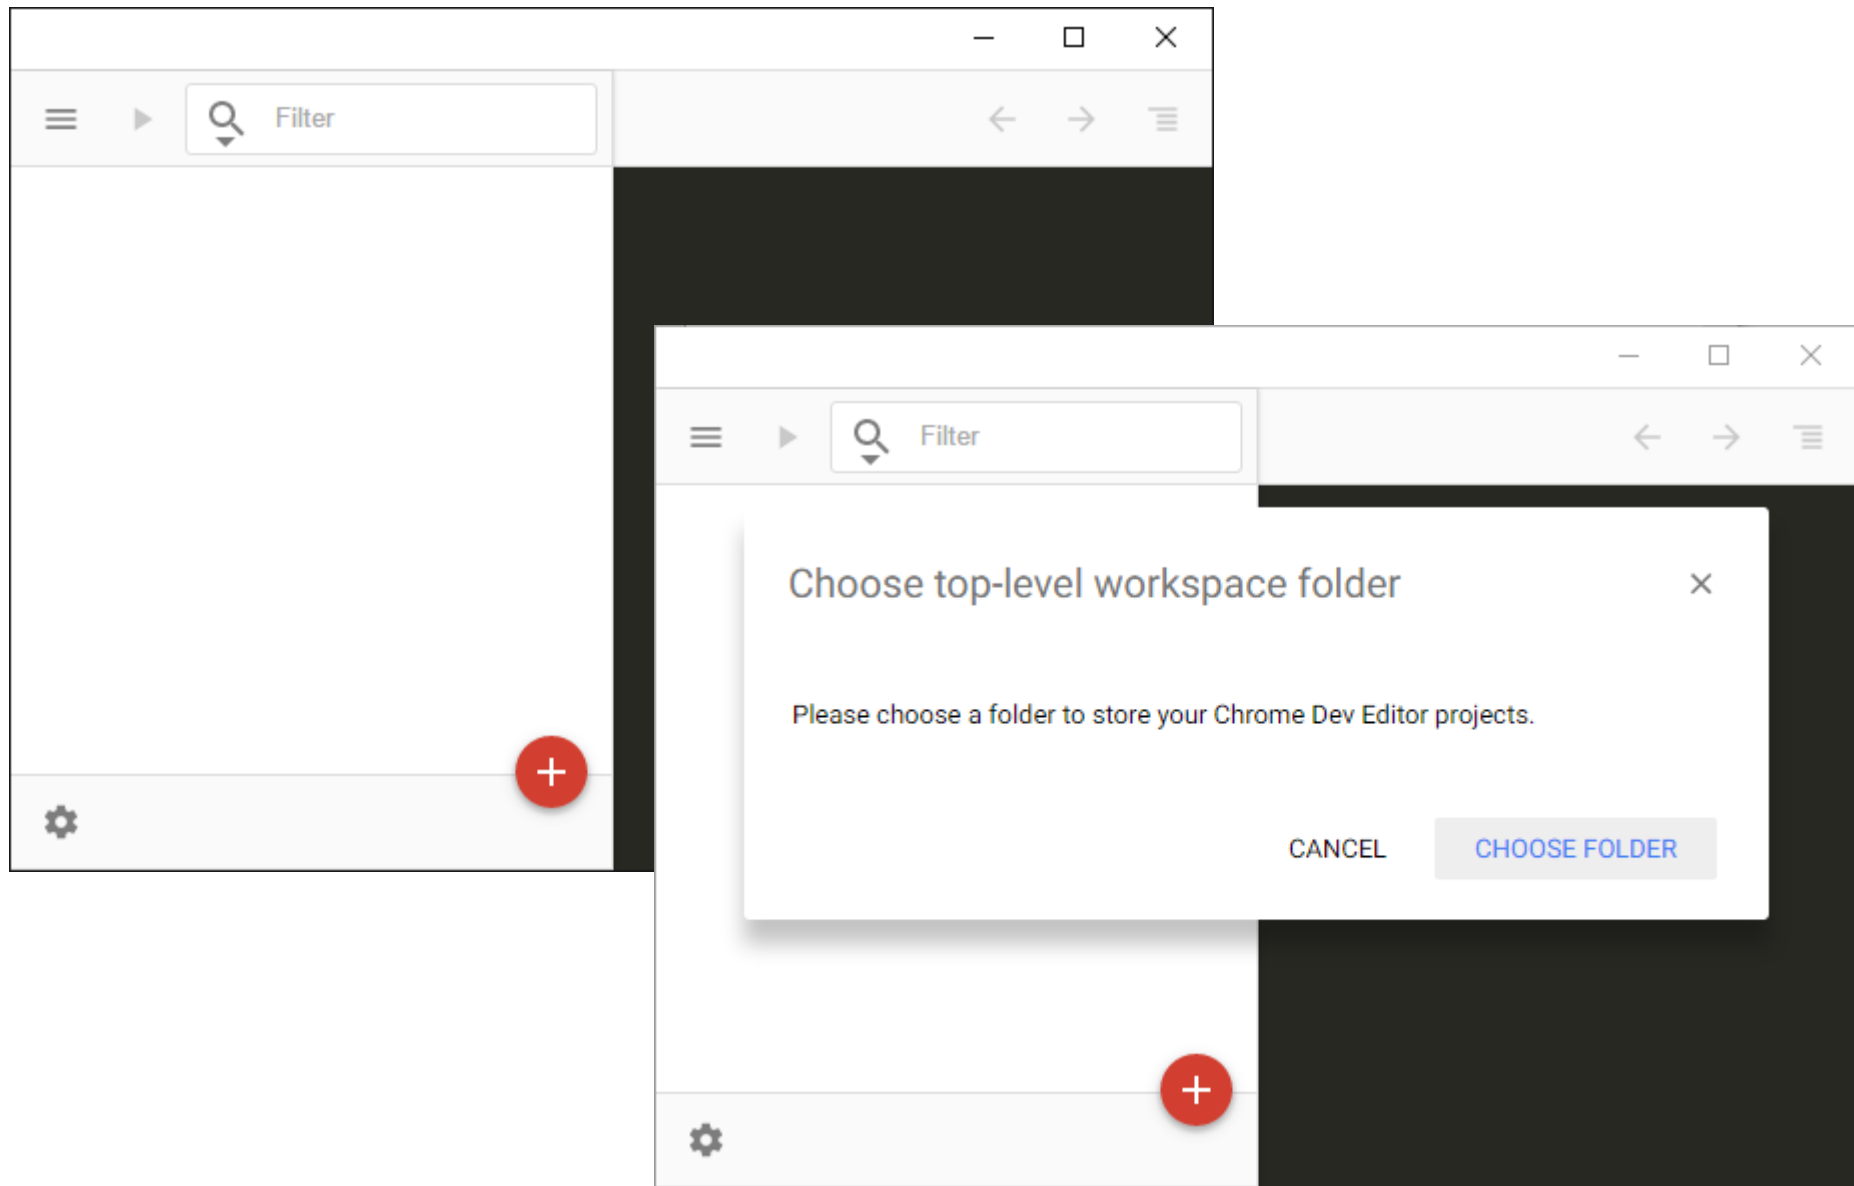 Filter
Filter
Choose top-level workspace folder
Please choose a folder to store your Chrome Dev Editor projects.
CANCEL
CHOOSE FOLDER